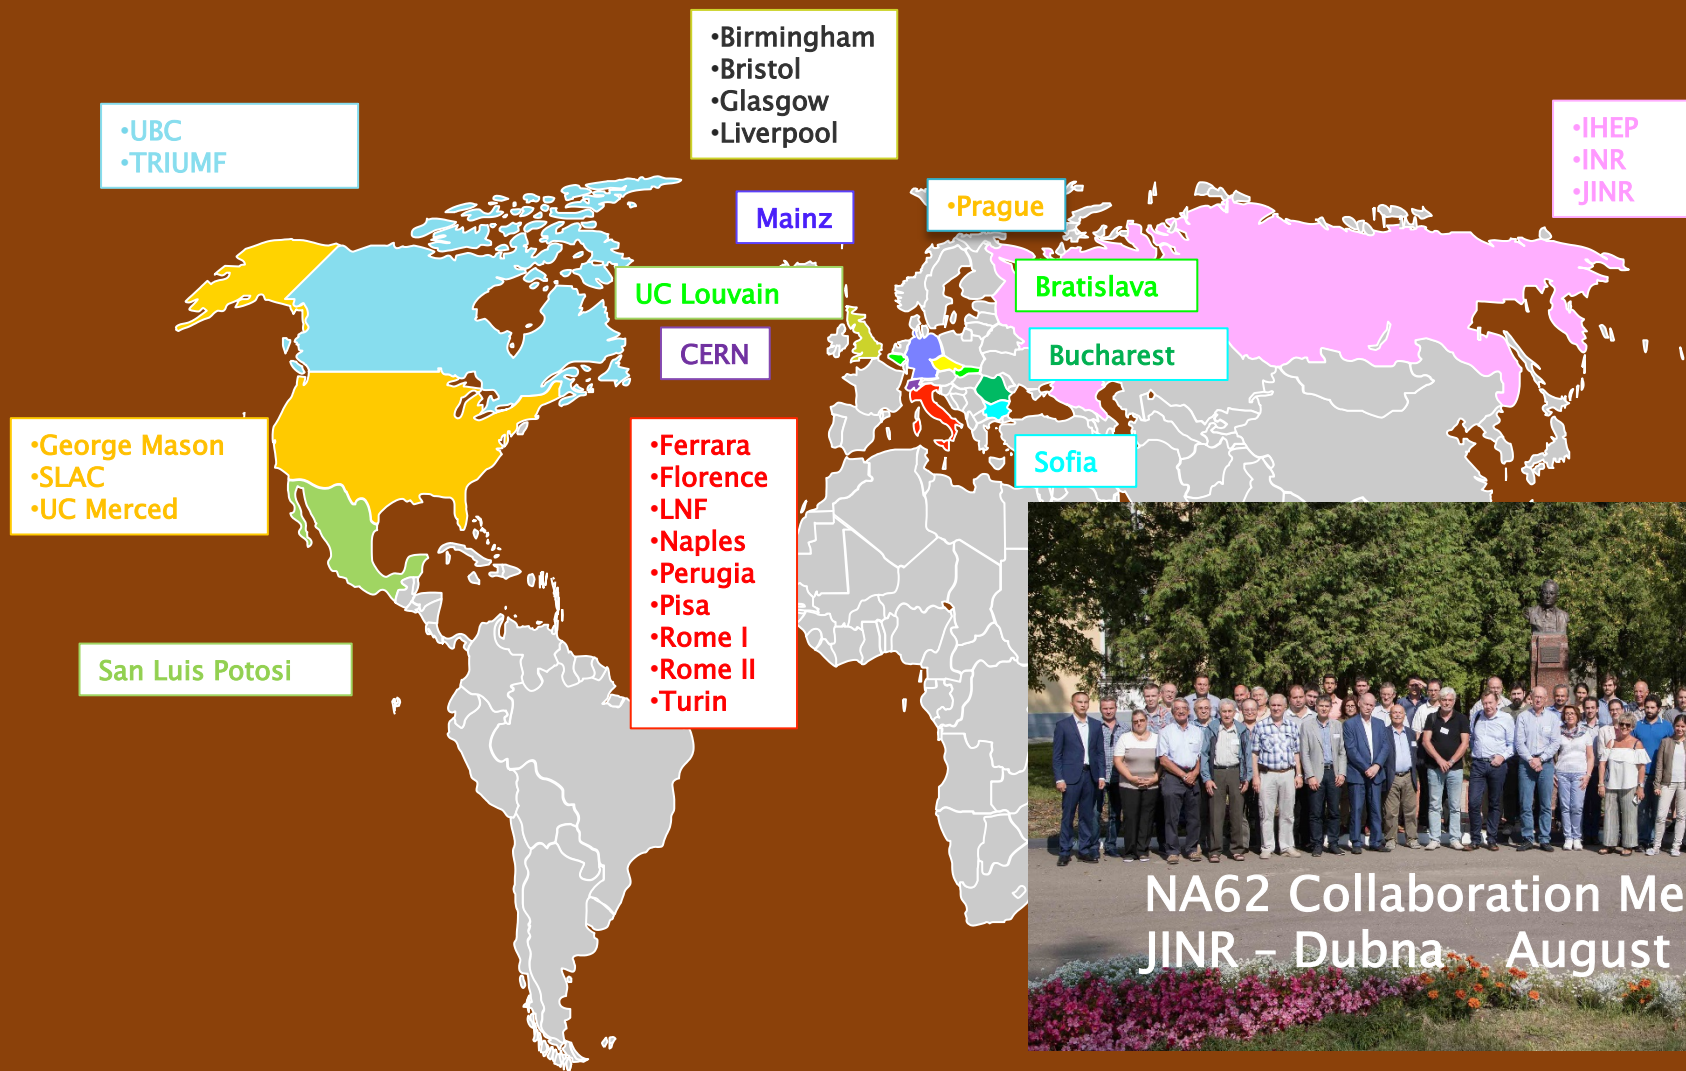 •Birmingham
•Bristol
•Glasgow
•Liverpool
•UBC
•TRIUMF
•IHEP
•INR
•JINR
Mainz
•Prague
UC Louvain
Bratislava
CERN
Bucharest
•George Mason
•SLAC
•UC Merced
•Ferrara
•Florence
•LNF
•Naples
•Perugia
•Pisa
•Rome I
•Rome II
•Turin
Sofia
San Luis Potosi
NA62 Collaboration Me
JINR – Dubna August